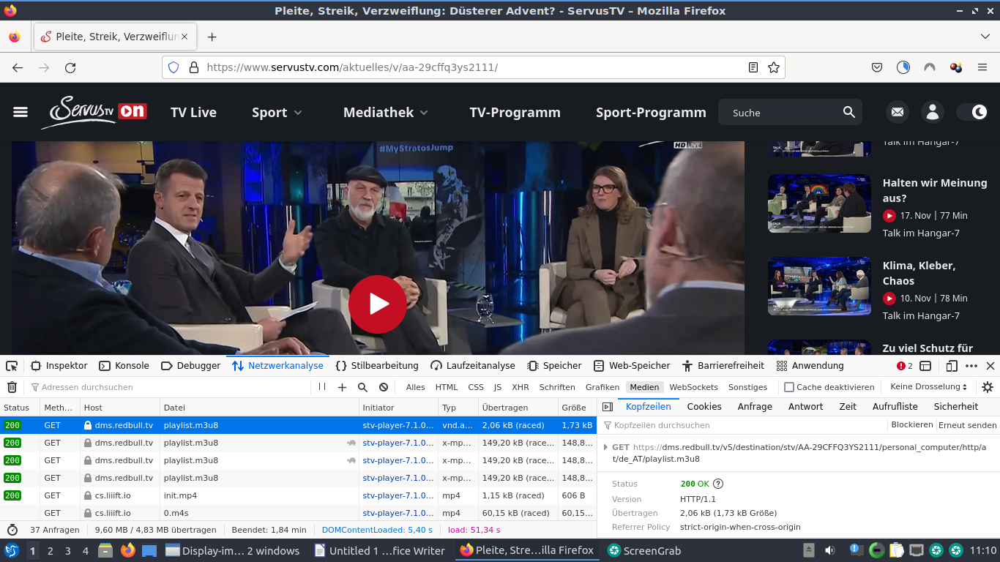 Pleite, Streik, Verzweiflung: Düsterer Advent? - ServusTV – Mozilla Firefox
Pleite, Streik, Verzweiflun
https://www.servustv.com/aktuelles/v/aa-29cffq3ys2111/
ServusTV On TV Live Sport Mediathek TV-Programm Sport-Programm Suche
#MyStratosJump
HD LIVE
TALK
Talk im Hangar-7
Halten wir Meinung
aus?
17. Nov | 77 Min
Talk im Hangar-7
Klima, Kleber,
Chaos
10. Nov | 78 Min
Talk im Hangar-7
Zu viel Schutz für
Inspektor Konsole Debugger Netzwerkanalyse Stilbearbeitung Laufzeitanalyse Speicher Web-Speicher Barrierefreiheit Anwendung 2
Adressen durchsuchen Alles HTML CSS JS XHR Schriften Grafiken Medien WebSockets Sonstiges Cache deaktivieren Keine Drosselung
Status Meth… Host Datei Initiator Typ Übertragen Größe
200 GET dms.redbull.tv playlist.m3u8 stv-player-7.1.0… vnd.a… 2,06 kB (raced) 1,73 kB
200 GET dms.redbull.tv playlist.m3u8 stv-player-7.1.0… x-mp… 149,20 kB (race… 148,8…
200 GET dms.redbull.tv playlist.m3u8 stv-player-7.1.0… x-mp… 149,20 kB (race… 148,8…
200 GET dms.redbull.tv playlist.m3u8 stv-player-7.1.0… x-mp… 149,20 kB (race… 148,8…
200 GET cs.liiift.io init.mp4 stv-player-7.1.0… mp4 1,15 kB (raced) 606 B
GET cs.liiift.io 0.m4s stv-player-7.1.0… mp4 60,15 kB (raced) 60,15…
37 Anfragen 9,60 MB / 4,83 MB übertragen Beendet: 1,84 min DOMContentLoaded: 5,40 s load: 51,34 s
Kopfzeilen Cookies Anfrage Antwort Zeit Aufrufliste Sicherheit
Kopfzeilen durchsuchen Blockieren Erneut senden
GET https://dms.redbull.tv/v5/destination/stv/AA-29CFFQ3YS2111/personal_computer/http/a
t/de_AT/playlist.m3u8
Status 200 OK
Version HTTP/1.1
Übertragen 2,06 kB (1,73 kB Größe)
Referrer Policy strict-origin-when-cross-origin
1 2 3 4 Display-im… 2 windows Untitled 1 …fice Writer Pleite, Stre…illa Firefox ScreenGrab 11:10